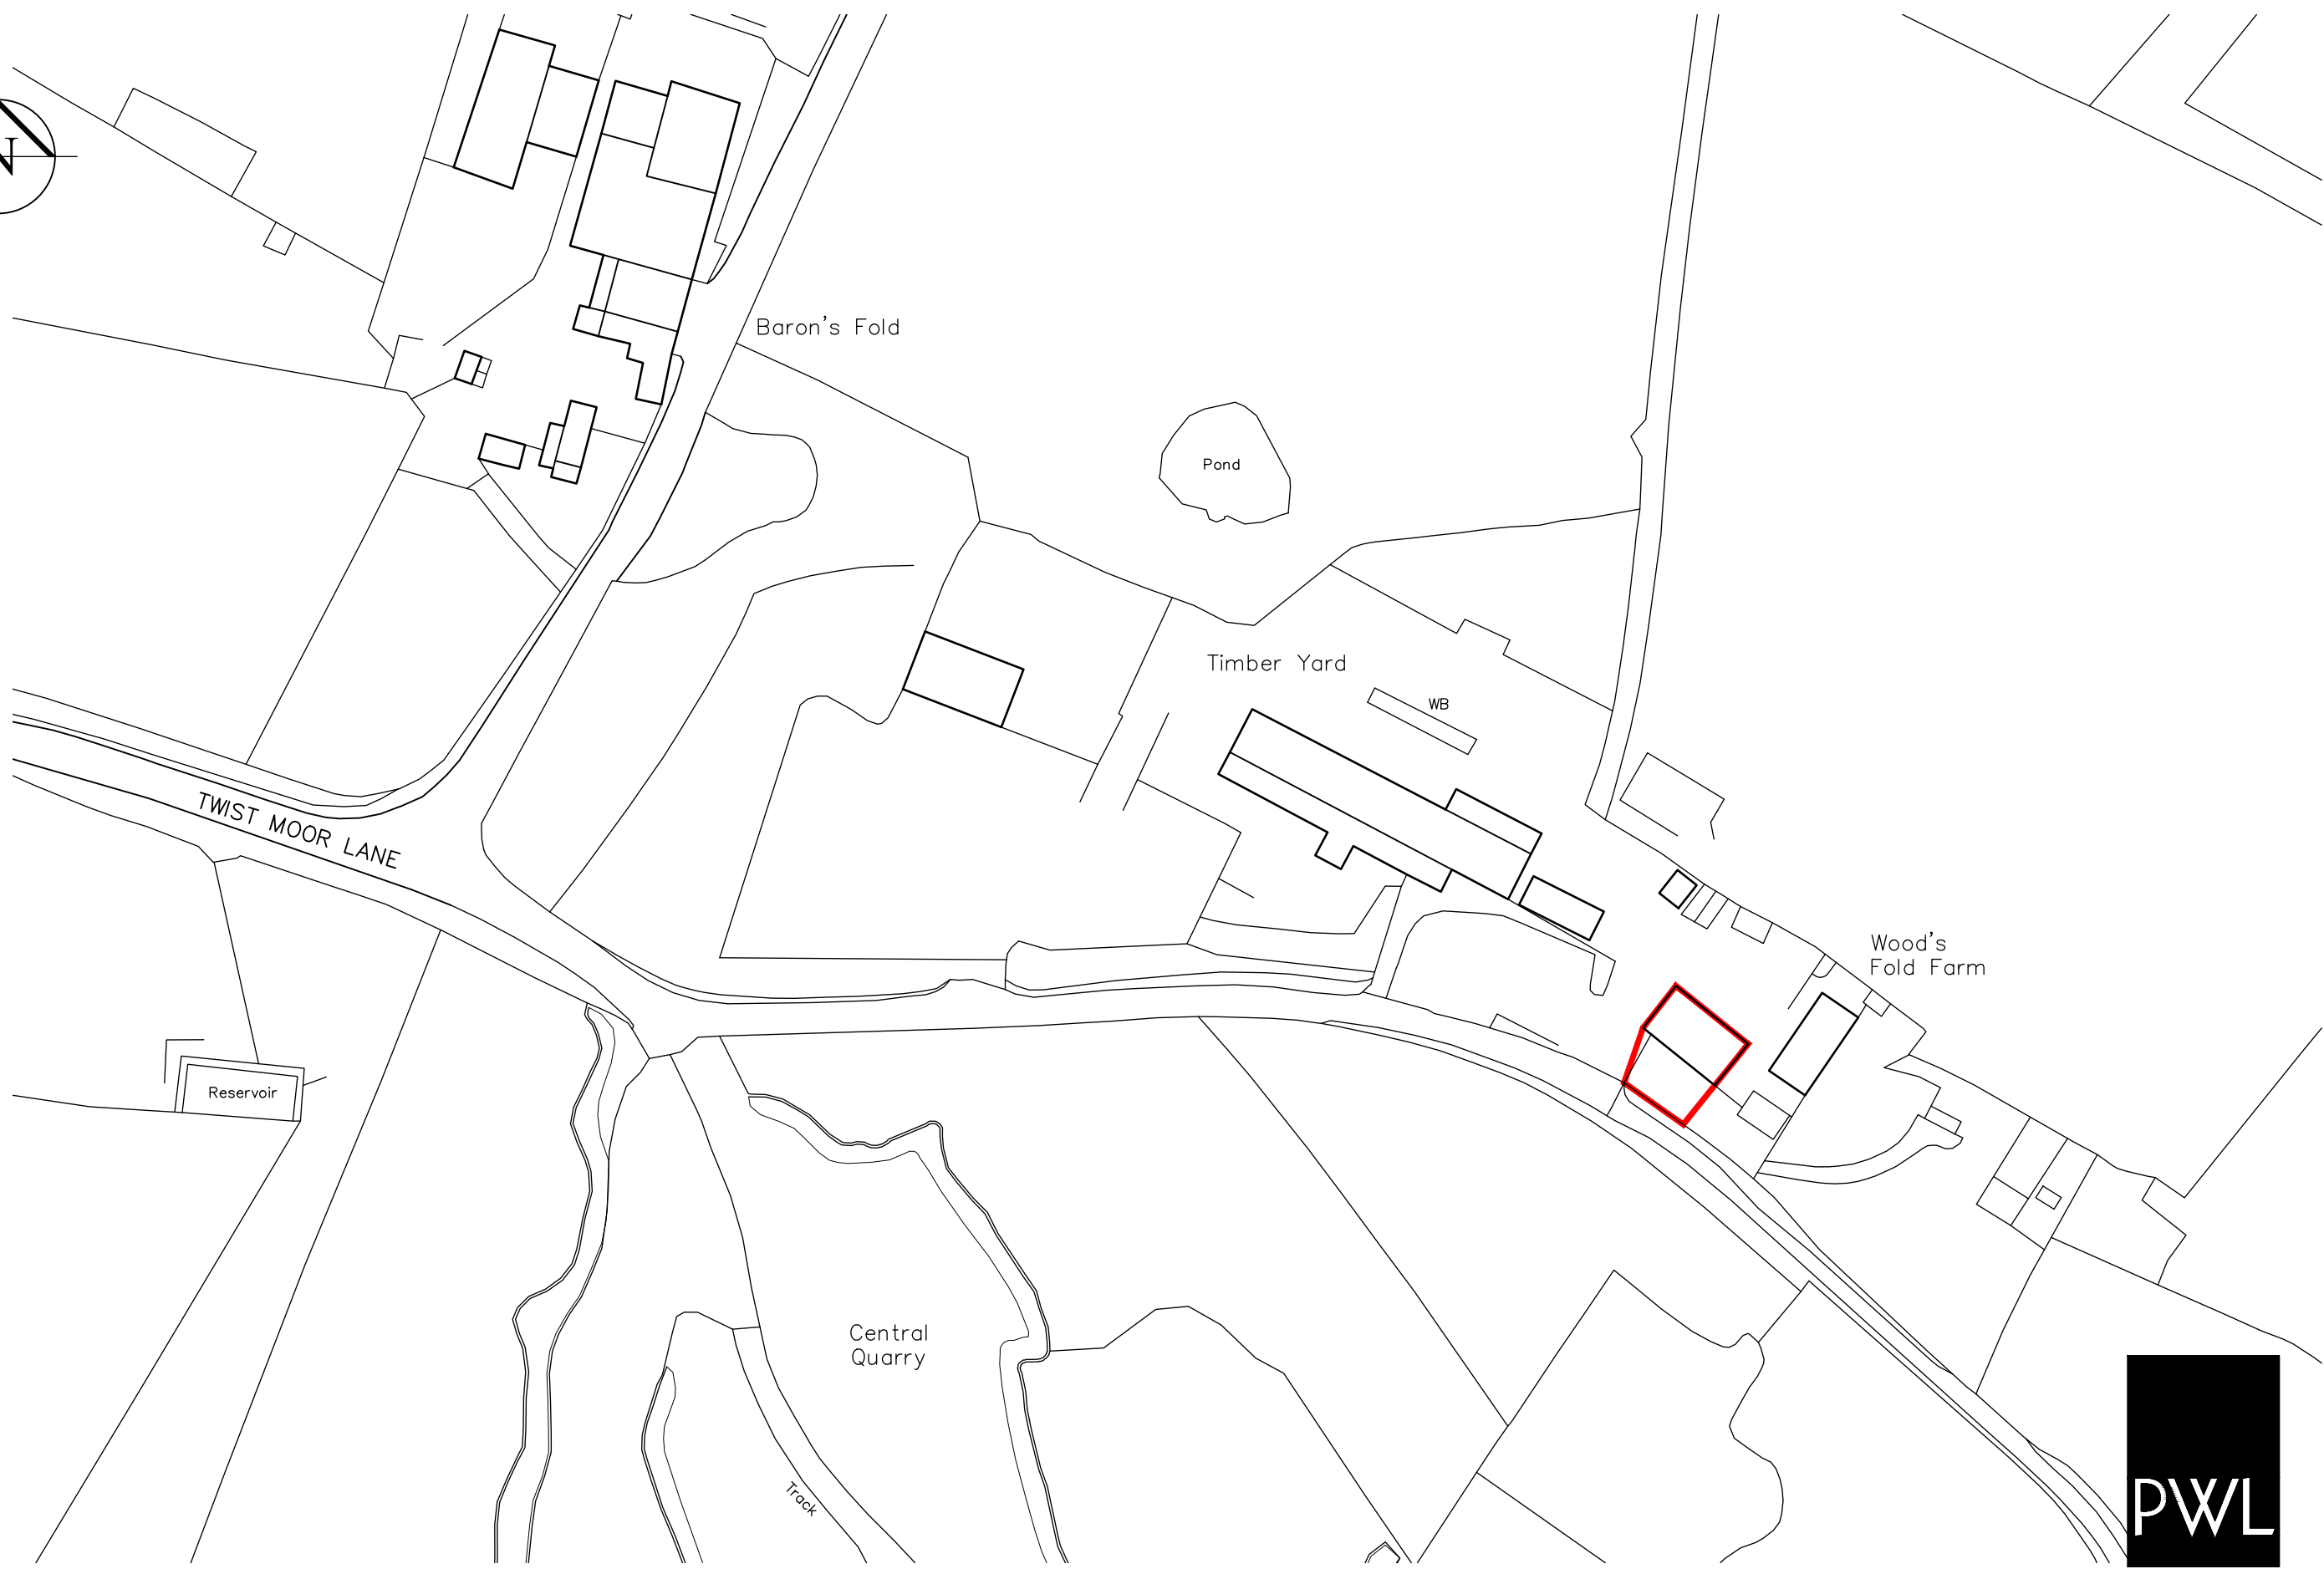 N
Baron's Fold
Pond
Timber Yard
WB
TWIST MOOR LANE
Wood's
Fold Farm
Reservoir
Central
Quarry
Track
PWL